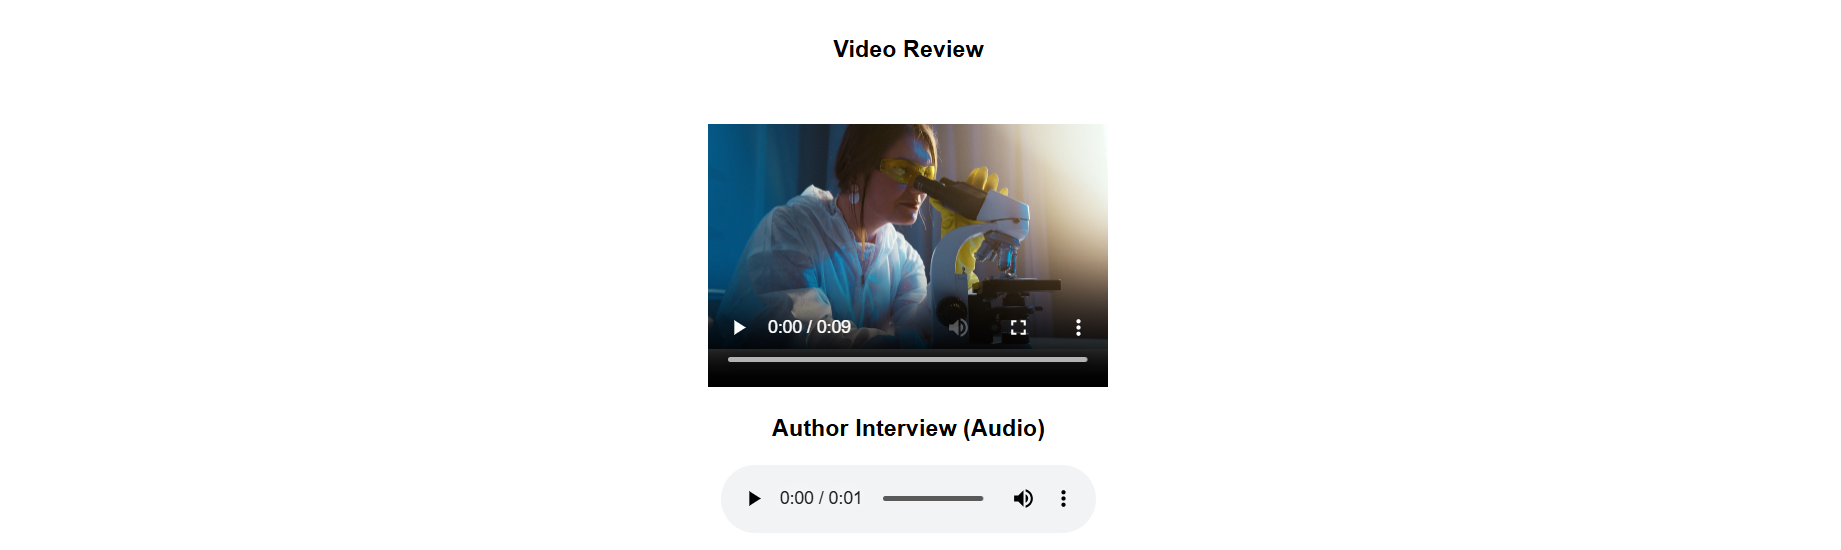 Video Review
0:00 / 0:09
Author Interview (Audio)
0:00 / 0:01